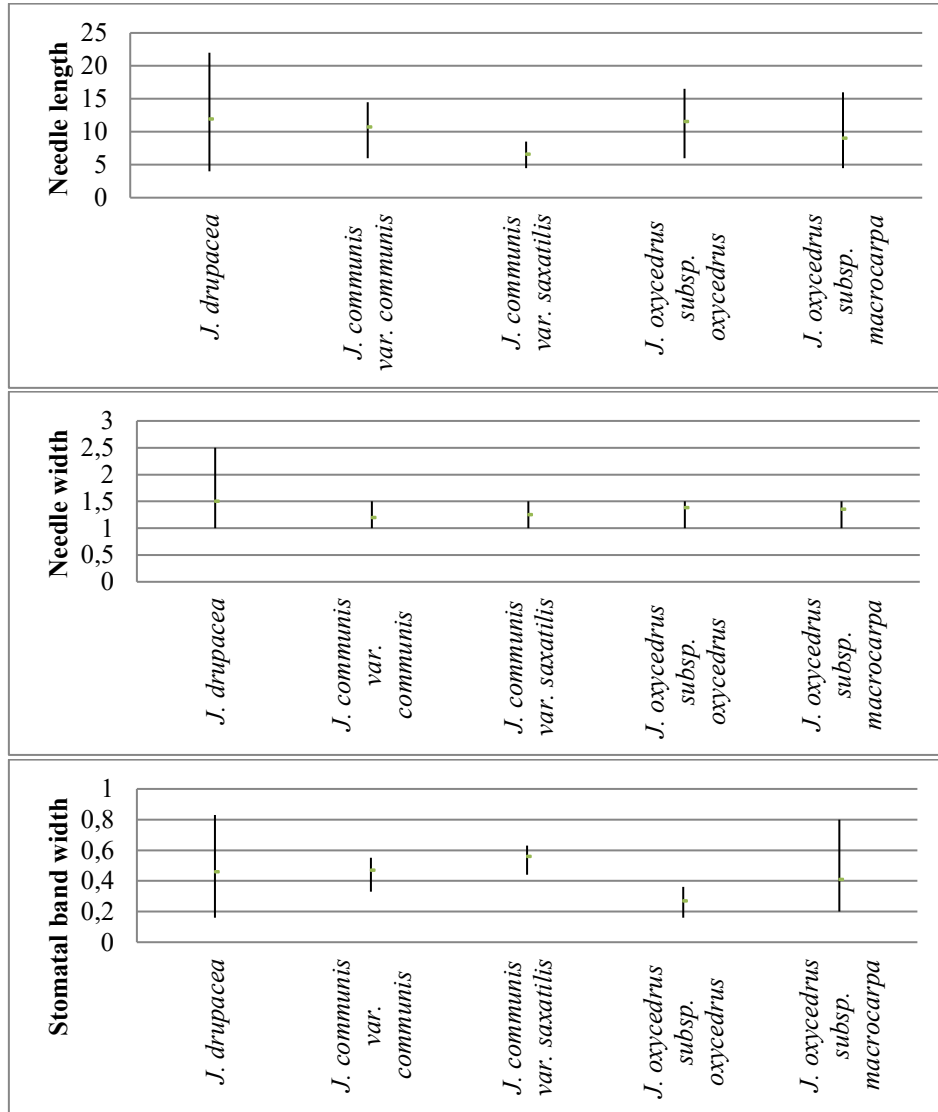 Needle length
25
20
15
10
5
0
J. drupacea
J. communis
var. communis
J. communis
var. saxatilis
J. oxycedrus
subsp.
oxycedrus
J. oxycedrus
subsp.
macrocarpa
Needle width
3
2,5
2
1,5
1
0,5
0
J. drupacea
J. communis
var.
communis
J. communis
var. saxatilis
J. oxycedrus
subsp.
oxycedrus
J. oxycedrus
subsp.
macrocarpa
Stomatal band width
1
0,8
0,6
0,4
0,2
0
J. drupacea
J. communis
var.
communis
J. communis
var. saxatilis
J. oxycedrus
subsp.
oxycedrus
J. oxycedrus
subsp.
macrocarpa